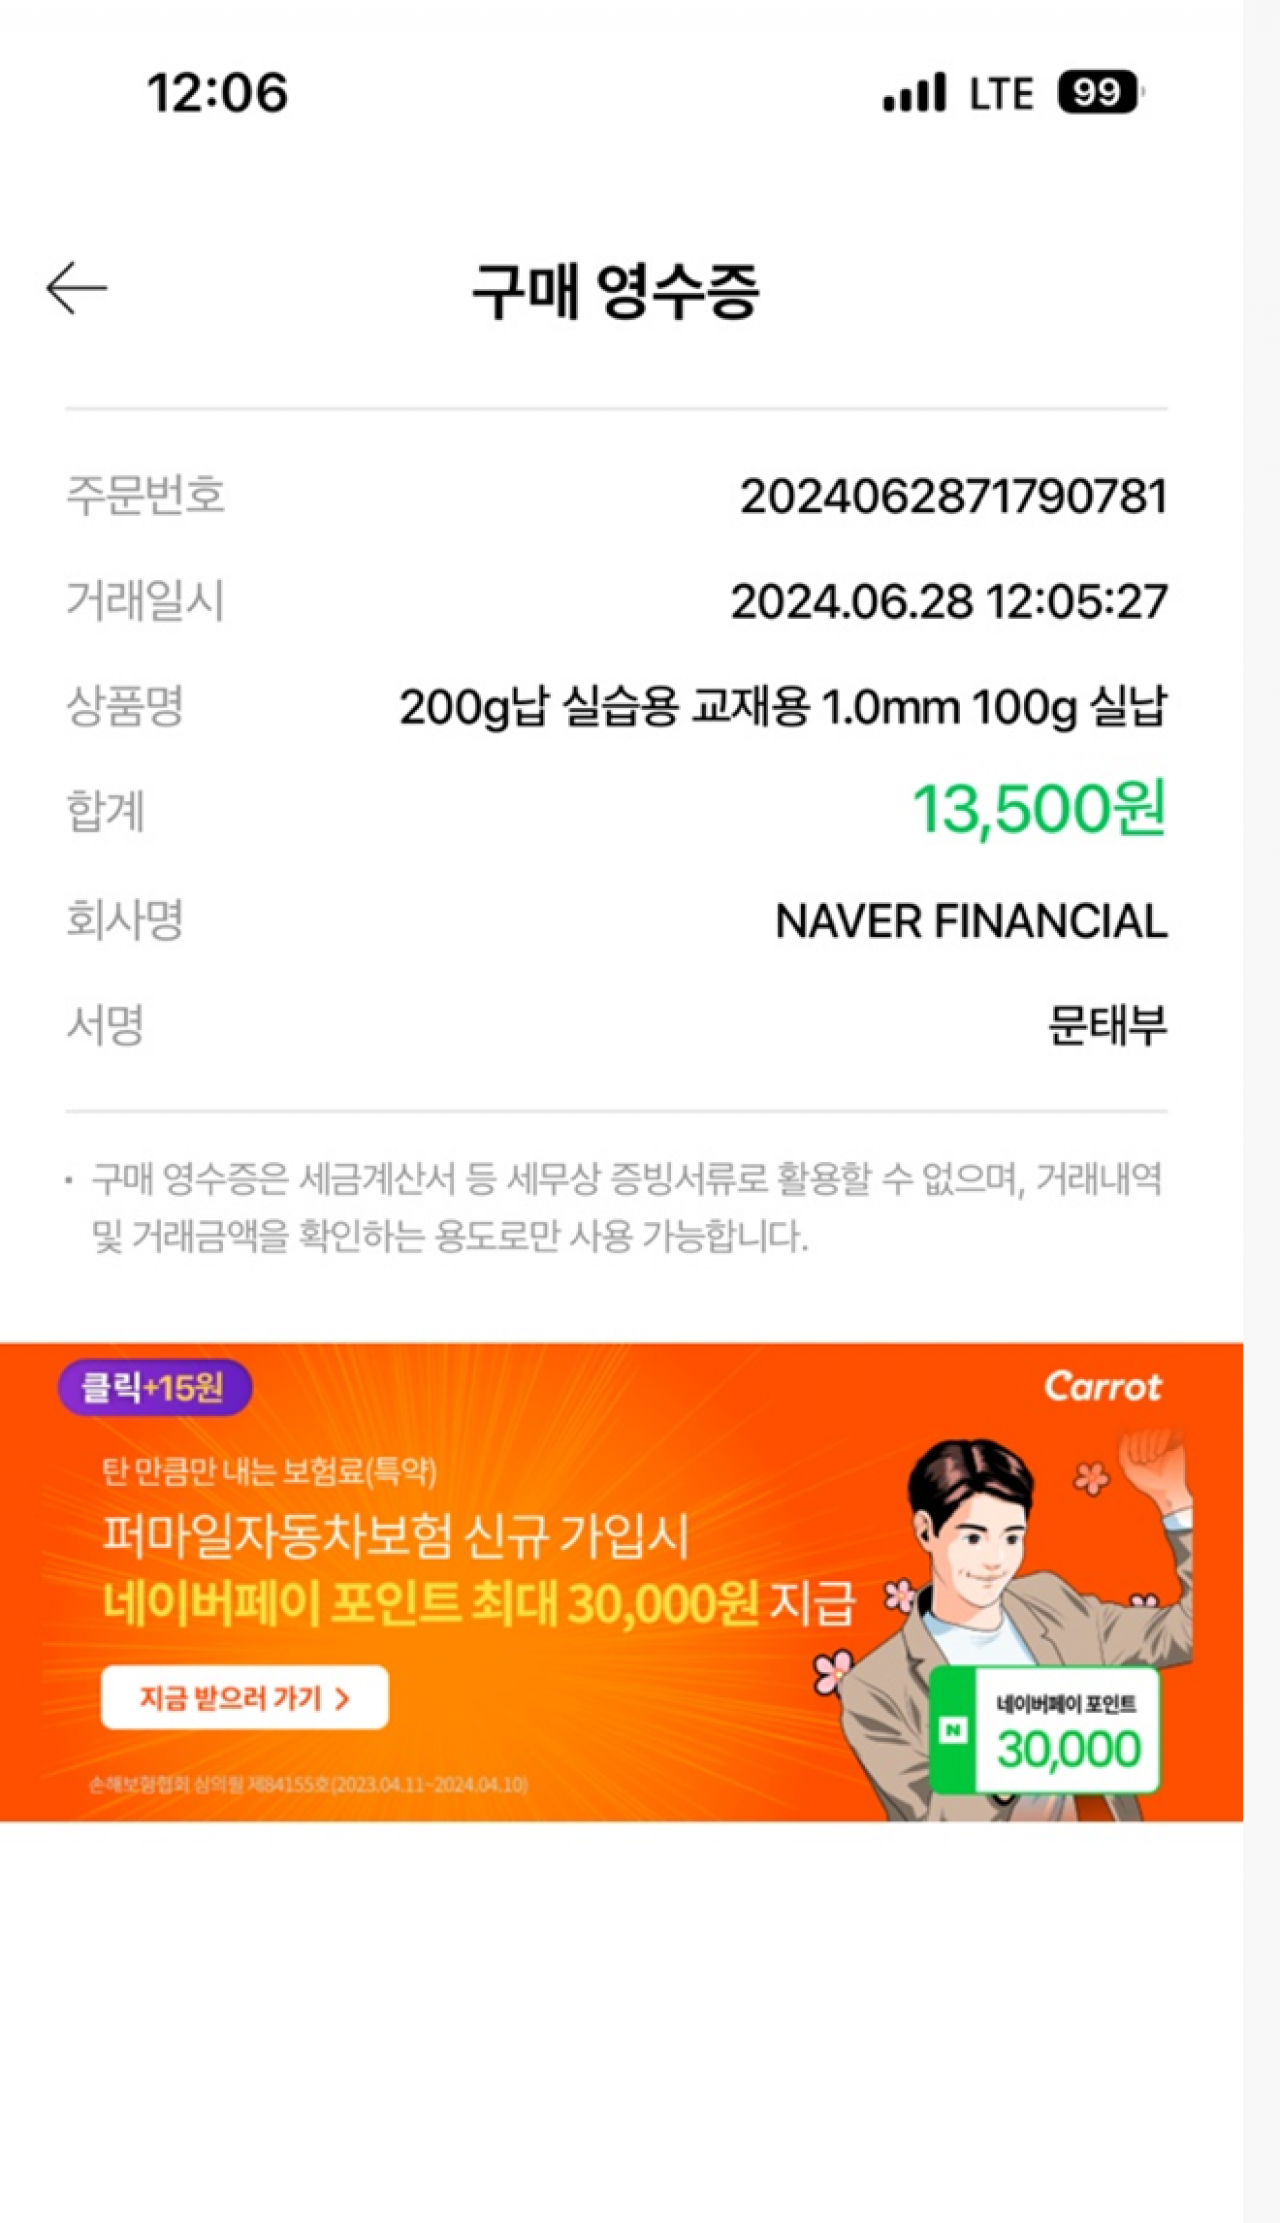 12:06
LTE 99
구매 영수증
주문번호 2024062871790781
거래일시 2024.06.28 12:05:27
상품명 200g납 실습용 교재용 1.0mm 100g 실납
합계 13,500원
회사명 NAVER FINANCIAL
서명 문태부
· 구매 영수증은 세금계산서 등 세무상 증빙서류로 활용할 수 없으며, 거래내역
및 거래금액을 확인하는 용도로만 사용 가능합니다.
클릭+15원
Carrot
탄 만큼만 내는 보험료(특약)
퍼마일자동차보험 신규 가입시
네이버페이 포인트 최대 30,000원 지급
지금 받으러 가기 >
네이버페이 포인트
N
30,000
손해보험협회 심의필 제84155호(2023.04.11~2024.04.10)